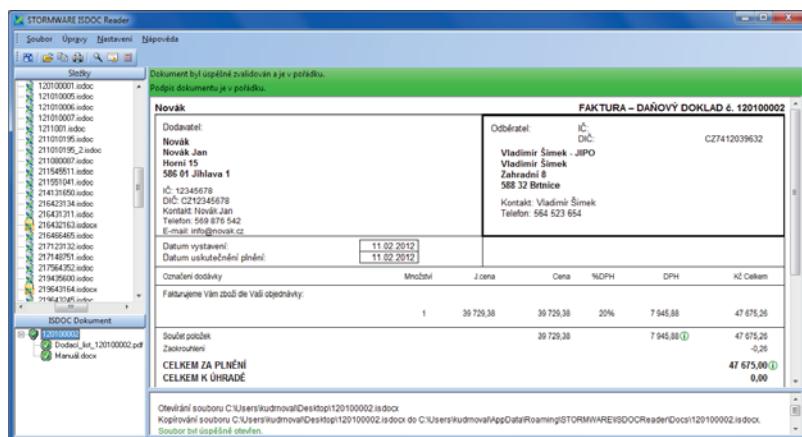 STORMWARE ISDOC Reader
Soubor Úpravy Nastavení Nápověda
Složky
120100001.isdoc
121010005.isdoc
121010006.isdoc
121010007.isdoc
1211001.isdoc
211010195.isdoc
211010195_2.isdoc
211080087.isdoc
211545511.isdoc
211551041.isdoc
214131650.isdoc
216423134.isdoc
216431311.isdoc
216432163.isdocx
216466465.isdoc
217123132.isdoc
217148751.isdoc
217564352.isdoc
219435600.isdoc
219643164.isdocx
219643245.isdoc
ISDOC Dokument
120100002
Dodací_list_120100002.pdf
Manuál.docx
Dokument byl úspěšně zvalidován a je v pořádku.
Podpis dokumentu je v pořádku.
Novák FAKTURA – DAŇOVÝ DOKLAD č. 120100002
Dodavatel:
Novák
Novák Jan
Horní 15
586 01 Jihlava 1
IČ: 12345678
DIČ: CZ12345678
Kontakt: Novák Jan
Telefon: 569 876 542
E-mail: info@novak.cz
Odběratel: IČ:
DIČ: CZ7412039632
Vladimír Šimek - JIPO
Vladimír Šimek
Zahradní 8
588 32 Brtnice
Kontakt: Vladimír Šimek
Telefon: 564 523 654
Datum vystavení: 11.02.2012
Datum uskutečnění plnění: 11.02.2012
Označení dodávky Množství J.cena Cena %DPH DPH Kč Celkem
Fakturujeme Vám zboží dle Vaší objednávky:
1 39 729,38 39 729,38 20% 7 945,88 47 675,26
Součet položek 39 729,38 7 945,88 47 675,26
Zaokrouhlení -0,26
CELKEM ZA PLNĚNÍ 47 675,00
CELKEM K ÚHRADĚ 0,00
Otevírání souboru C:\Users\kudrnoval\Desktop\120100002.isdocx
Kopírování souboru C:\Users\kudrnoval\Desktop\120100002.isdocx do C:\Users\kudrnoval\AppData\Roaming\STORMWARE\ISDOCReader\Docs\120100002.isdocx.
Soubor byl úspěšně otevřen.